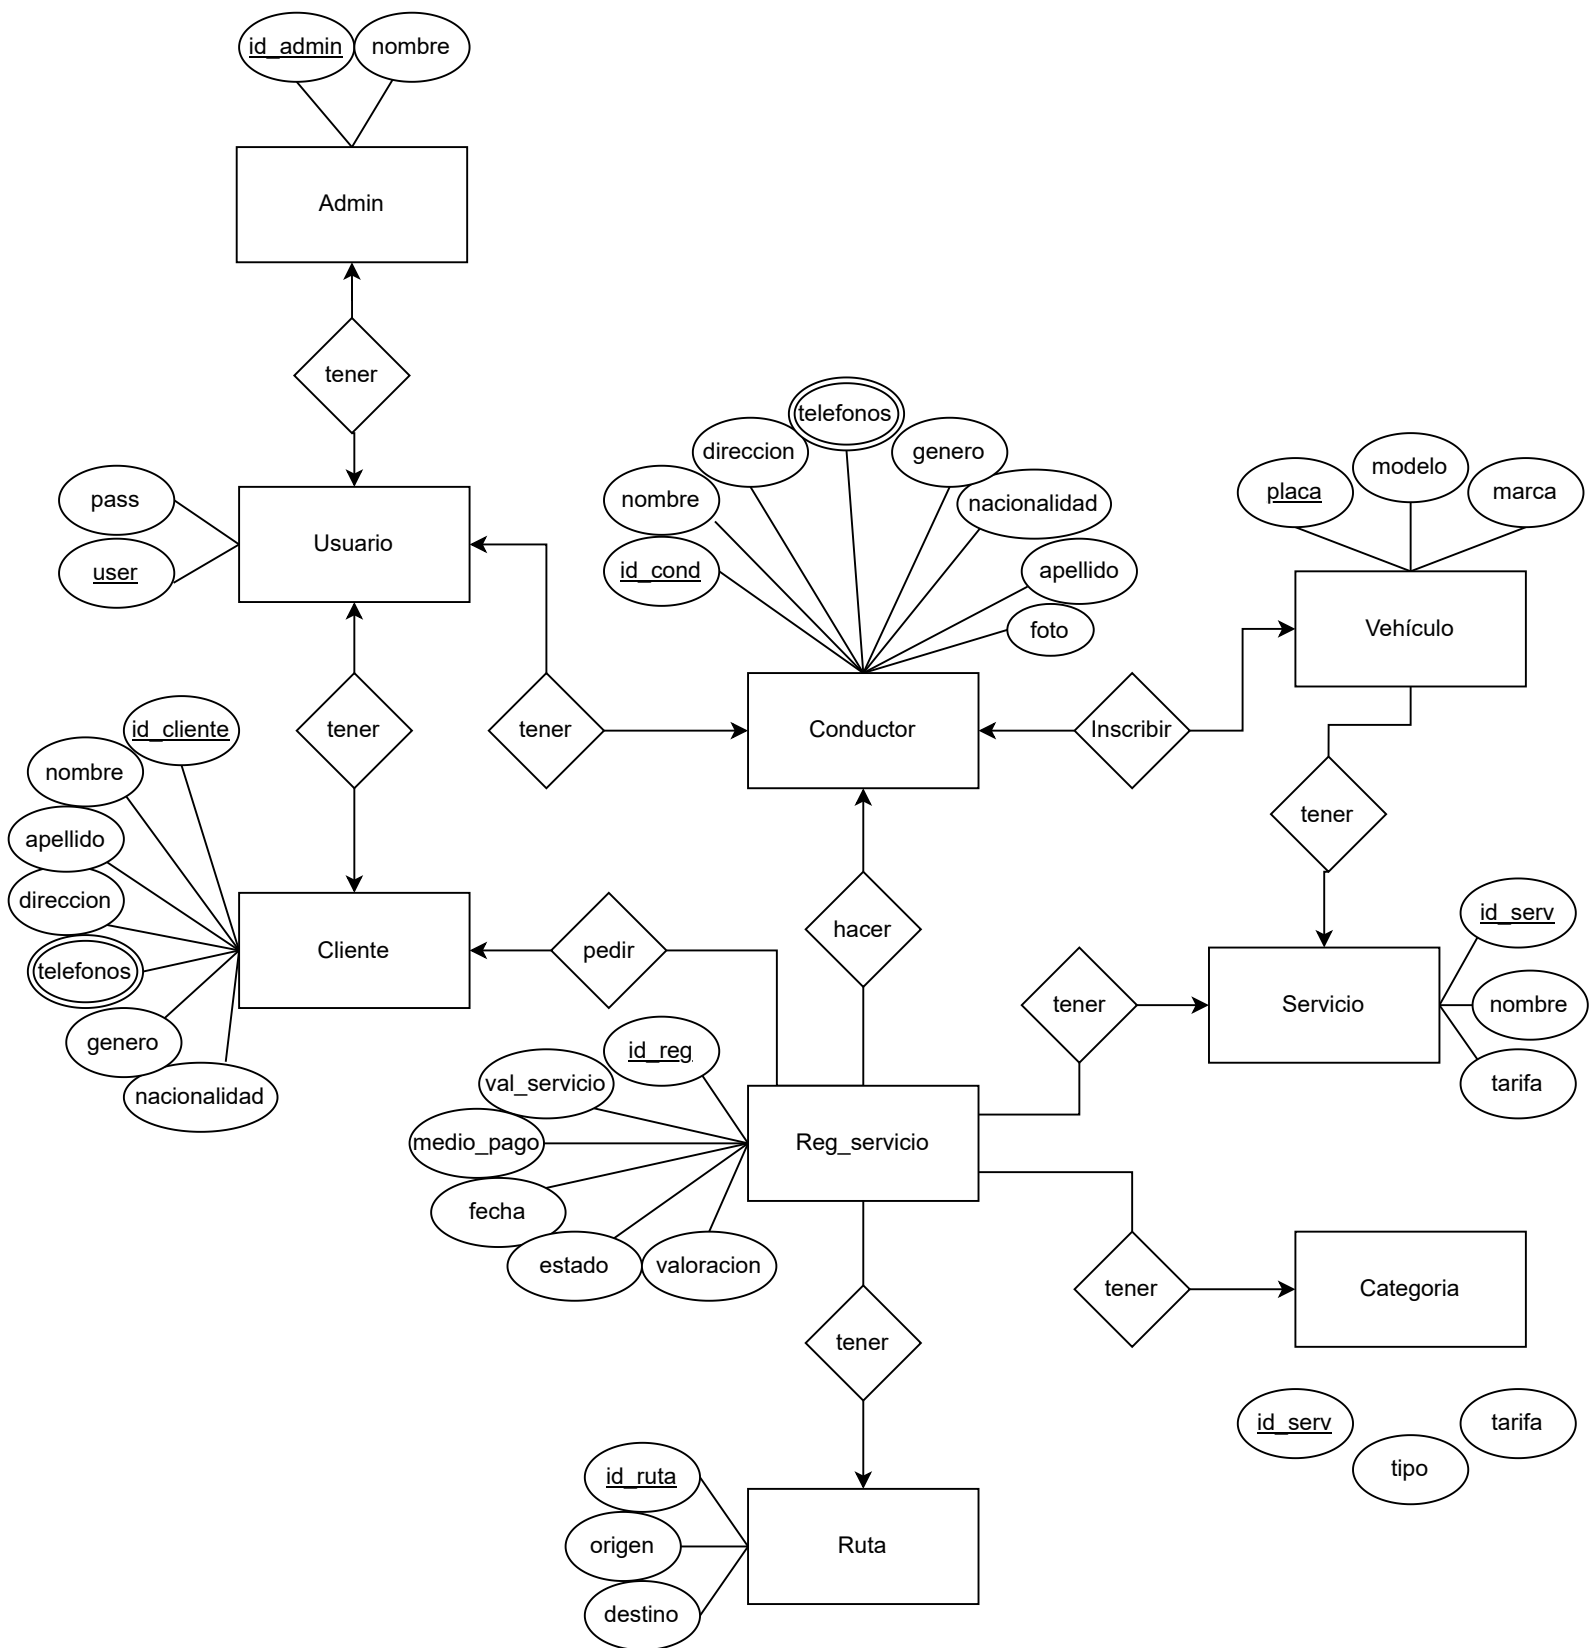 id_admin
nombre
Admin
tener
telefonos
direccion
genero
nombre
nacionalidad
id_cond
apellido
foto
placa
modelo
marca
pass
user
Usuario
Vehículo
tener
tener
Conductor
Inscribir
tener
id_cliente
nombre
apellido
direccion
telefonos
genero
nacionalidad
Cliente
pedir
hacer
tener
Servicio
id_serv
nombre
tarifa
id_reg
val_servicio
medio_pago
fecha
estado
valoracion
Reg_servicio
tener
tener
Categoria
id_serv
tipo
tarifa
id_ruta
origen
destino
Ruta